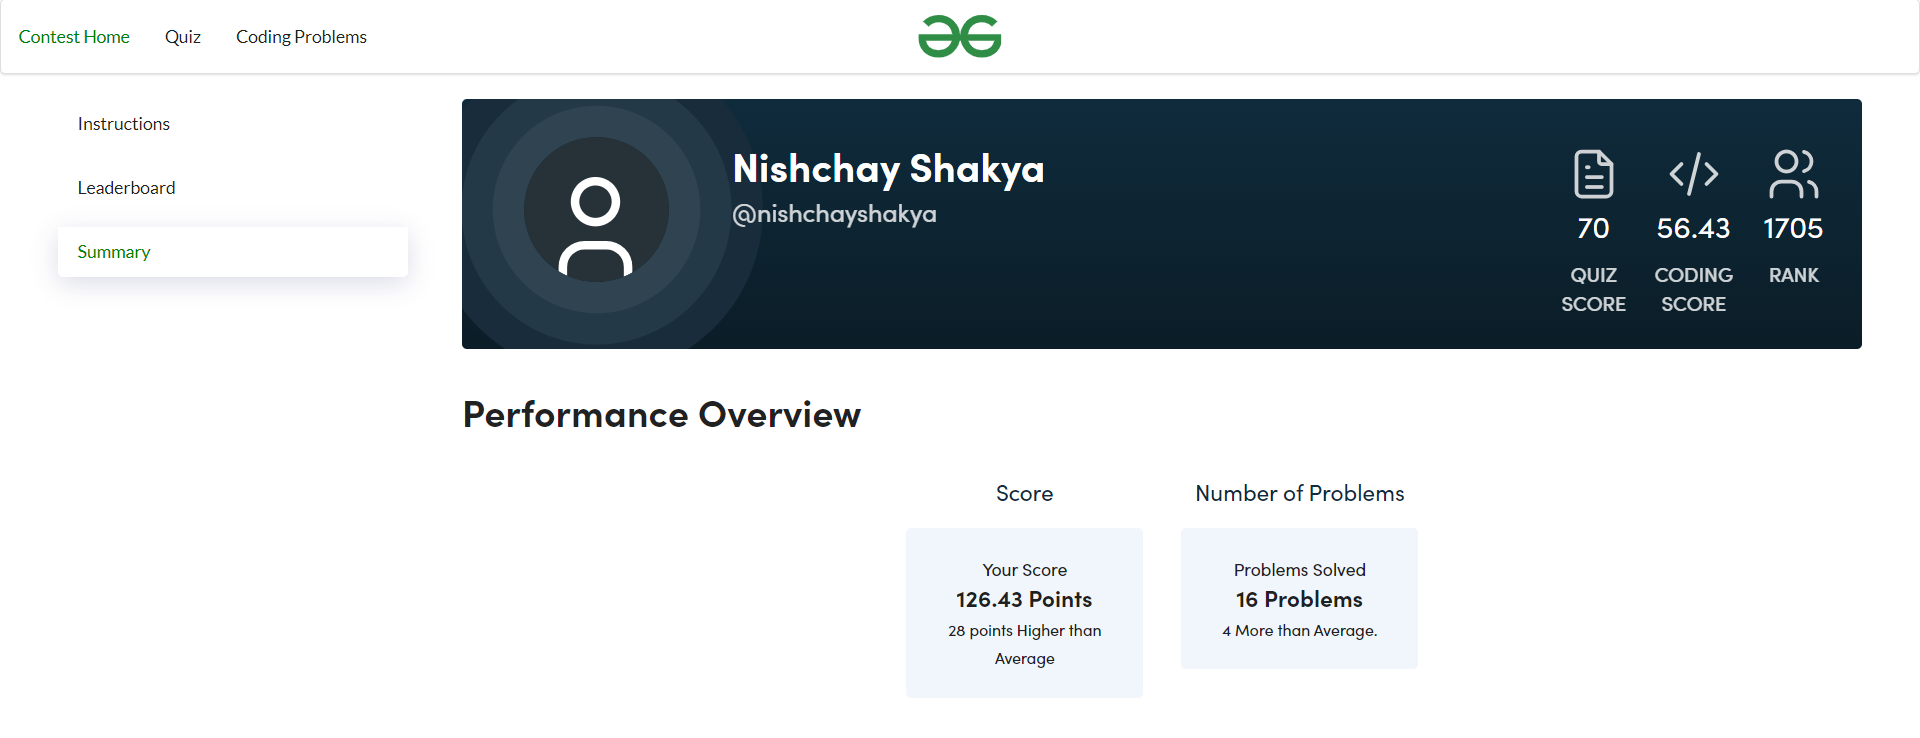 Contest Home
Quiz
Coding Problems
Instructions
Leaderboard
Summary
Nishchay Shakya
@nishchayshakya
70
QUIZ
SCORE
56.43
CODING
SCORE
1705
RANK
Performance Overview
Score
Your Score
126.43 Points
28 points Higher than
Average
Number of Problems
Problems Solved
16 Problems
4 More than Average.